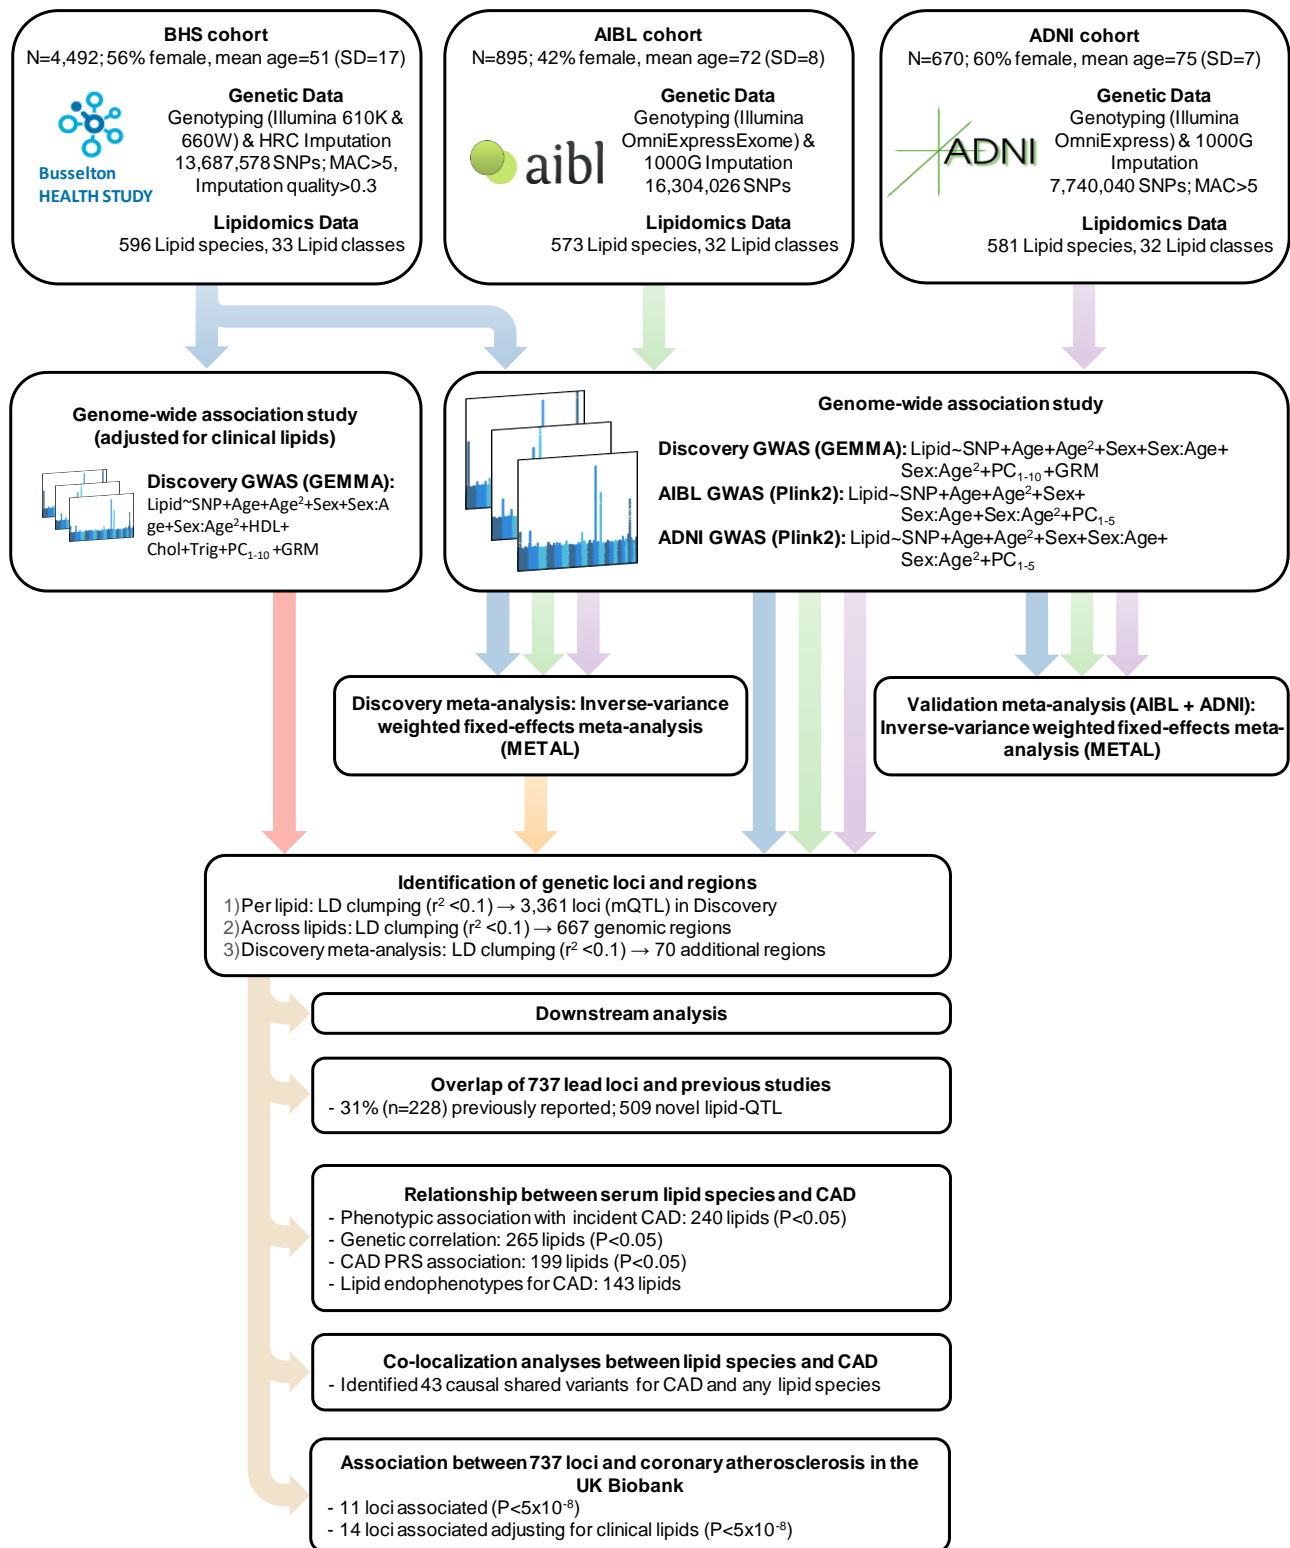 BHS cohort
N=4,492; 56% female, mean age=51 (SD=17)
Genetic Data
Genotyping (Illumina 610K &
660W) & HRC Imputation
13,687,578 SNPs; MAC>5,
Imputation quality>0.3
Busselton
HEALTH STUDY
Lipidomics Data
596 Lipid species, 33 Lipid classes
AIBL cohort
N=895; 42% female, mean age=72 (SD=8)
Genetic Data
Genotyping (Illumina
OmniExpressExome) &
1000G Imputation
16,304,026 SNPs
aibl
Lipidomics Data
573 Lipid species, 32 Lipid classes
ADNI cohort
N=670; 60% female, mean age=75 (SD=7)
Genetic Data
Genotyping (Illumina
OmniExpress) & 1000G
Imputation
7,740,040 SNPs; MAC>5
ADNI
Lipidomics Data
581 Lipid species, 32 Lipid classes
Genome-wide association study
(adjusted for clinical lipids)
Discovery GWAS (GEMMA):
Lipid~SNP+Age+Age²+Sex+Sex:A
ge+Sex:Age²+HDL+
Chol+Trig+PC₁₋₁₀ +GRM
Genome-wide association study
Discovery GWAS (GEMMA): Lipid~SNP+Age+Age²+Sex+Sex:Age+
Sex:Age²+PC₁₋₁₀ +GRM
AIBL GWAS (Plink2): Lipid~SNP+Age+Age²+Sex+
Sex:Age+Sex:Age²+PC₁₋₅
ADNI GWAS (Plink2): Lipid~SNP+Age+Age²+Sex+Sex:Age+
Sex:Age²+PC₁₋₅
Discovery meta-analysis: Inverse-variance
weighted fixed-effects meta-analysis
(METAL)
Validation meta-analysis (AIBL + ADNI):
Inverse-variance weighted fixed-effects meta-
analysis (METAL)
Identification of genetic loci and regions
1) Per lipid: LD clumping (r² <0.1) → 3,361 loci (mQTL) in Discovery
2) Across lipids: LD clumping (r² <0.1) → 667 genomic regions
3) Discovery meta-analysis: LD clumping (r² <0.1) → 70 additional regions
Downstream analysis
Overlap of 737 lead loci and previous studies
- 31% (n=228) previously reported; 509 novel lipid-QTL
Relationship between serum lipid species and CAD
- Phenotypic association with incident CAD: 240 lipids (P<0.05)
- Genetic correlation: 265 lipids (P<0.05)
- CAD PRS association: 199 lipids (P<0.05)
- Lipid endophenotypes for CAD: 143 lipids
Co-localization analyses between lipid species and CAD
- Identified 43 causal shared variants for CAD and any lipid species
Association between 737 loci and coronary atherosclerosis in the
UK Biobank
- 11 loci associated (P<5x10⁻⁸)
- 14 loci associated adjusting for clinical lipids (P<5x10⁻⁸)